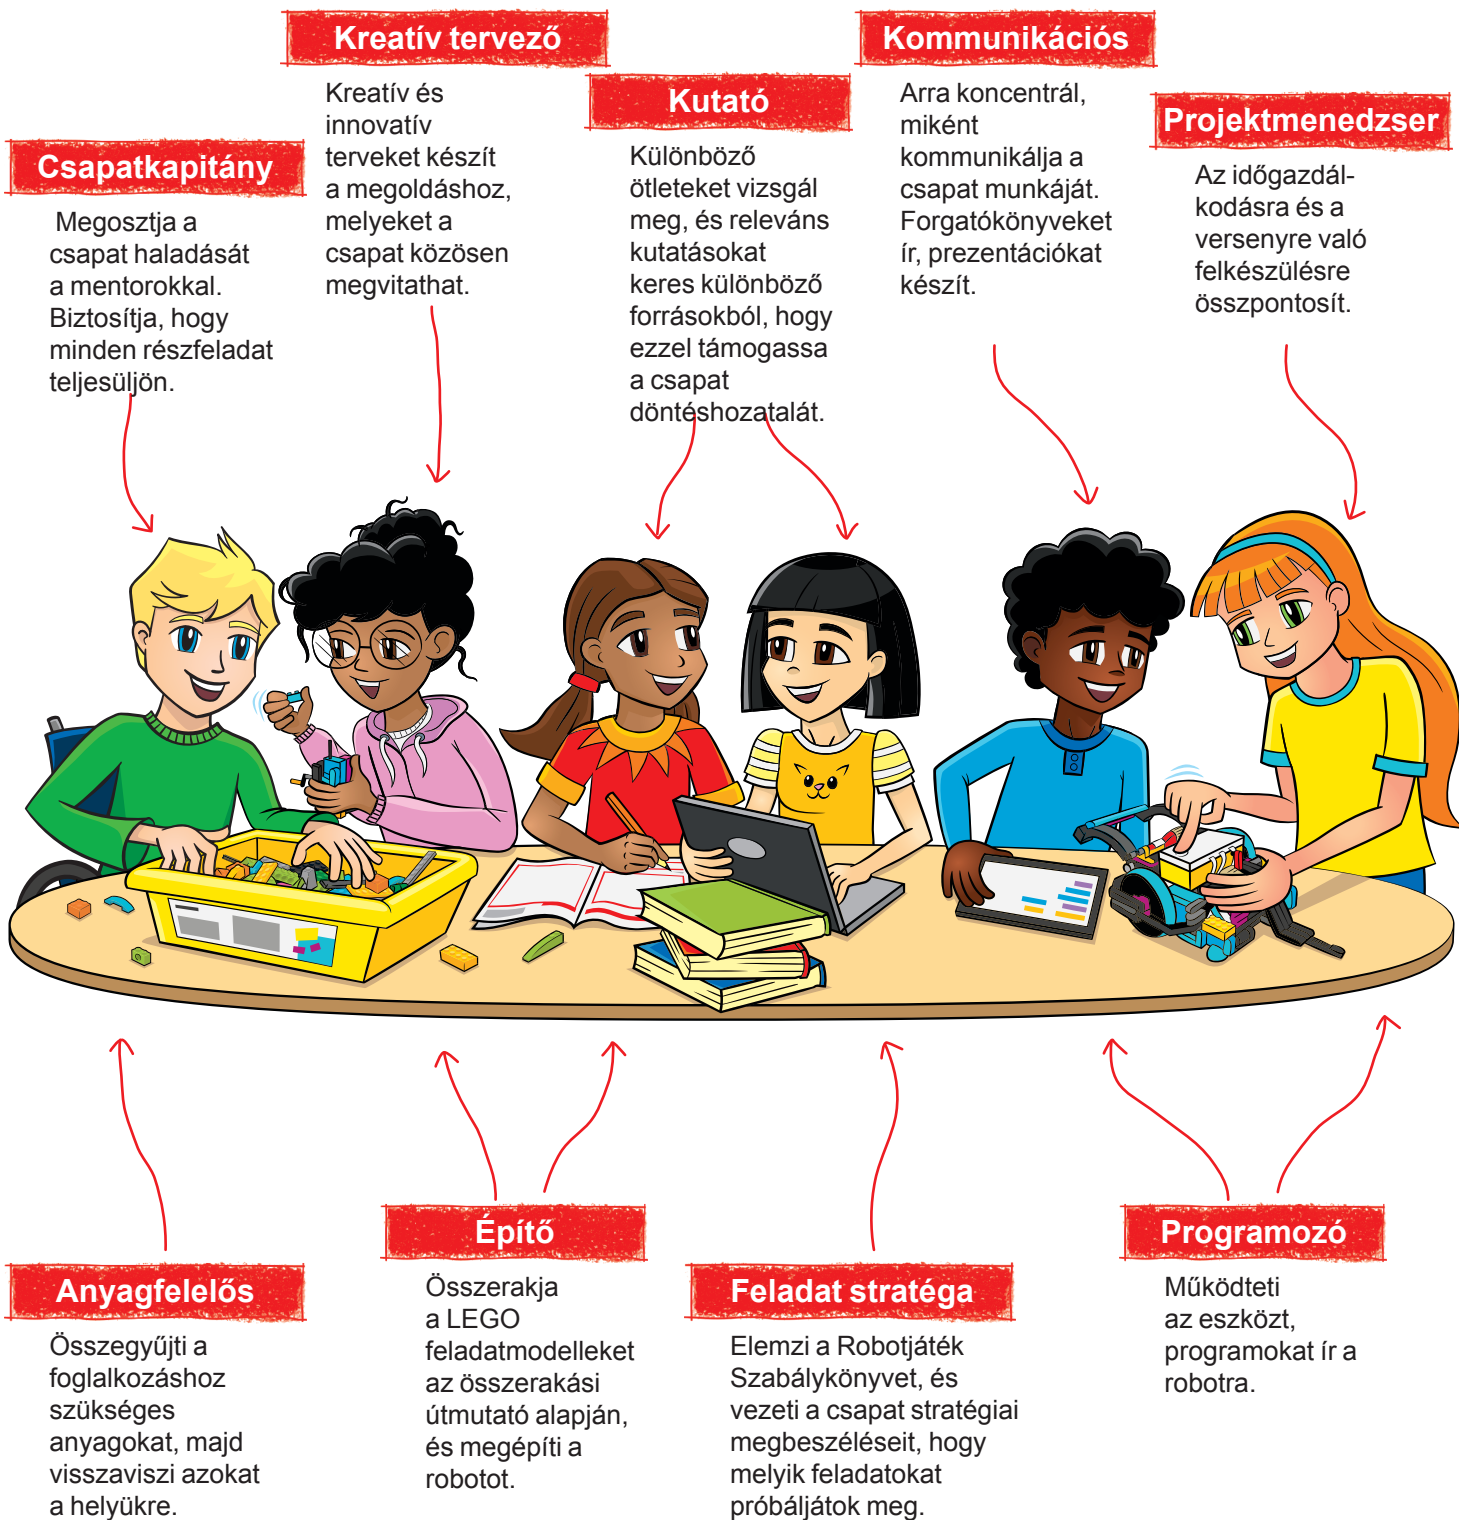 Csapatkapitány
Megosztja a
csapat haladását
a mentorokkal.
Biztosítja, hogy
minden részfeladat
teljesüljön.
Kreatív tervező
Kreatív és
innovatív
terveket készít
a megoldáshoz,
melyeket a
csapat közösen
megvitathat.
Kutató
Különböző
ötleteket vizsgál
meg, és releváns
kutatásokat
keres különböző
forrásokból, hogy
ezzel támogassa
a csapat
döntéshozatalát.
Kommunikációs
Arra koncentrál,
miként
kommunikálja a
csapat munkáját.
Forgatókönyveket
ír, prezentációkat
készít.
Projektmenedzser
Az időgazdál-
kodásra és a
versenyre való
felkészülésre
összpontosít.
Anyagfelelős
Összegyűjti a
foglalkozáshoz
szükséges
anyagokat, majd
visszaviszi azokat
a helyükre.
Építő
Összerakja
a LEGO
feladatmodelleket
az összerakási
útmutató alapján,
és megépíti a
robotot.
Feladat stratéga
Elemzi a Robotjáték
Szabálykönyvet, és
vezeti a csapat stratégiai
megbeszéléseit, hogy
melyik feladatokat
próbáljátok meg.
Programozó
Működteti
az eszközt,
programokat ír a
robotra.